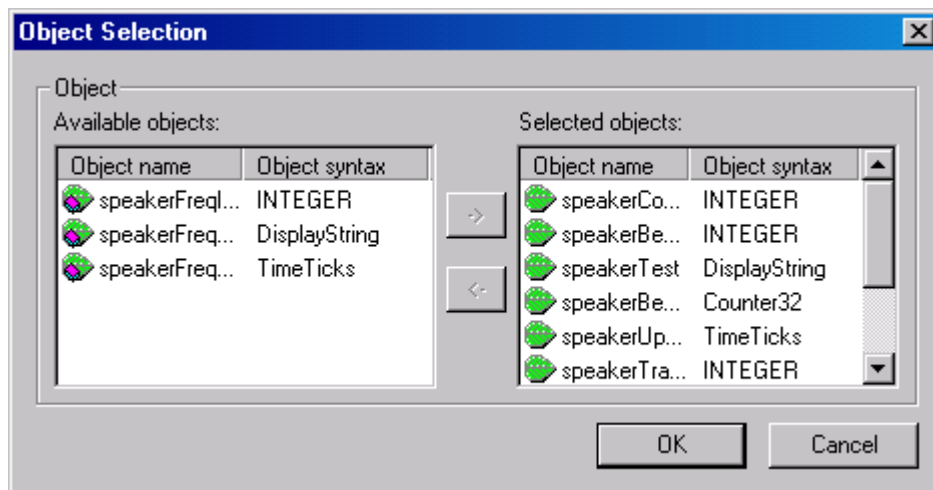 Object Selection
Object
Available objects:
Object name Object syntax
speakerFreqI... INTEGER
speakerFreq... DisplayString
speakerFreq... TimeTicks
->
<-
Selected objects:
Object name Object syntax
speakerCo... INTEGER
speakerBe... INTEGER
speakerTest DisplayString
speakerBe... Counter32
speakerUp... TimeTicks
speakerTra... INTEGER
OK Cancel